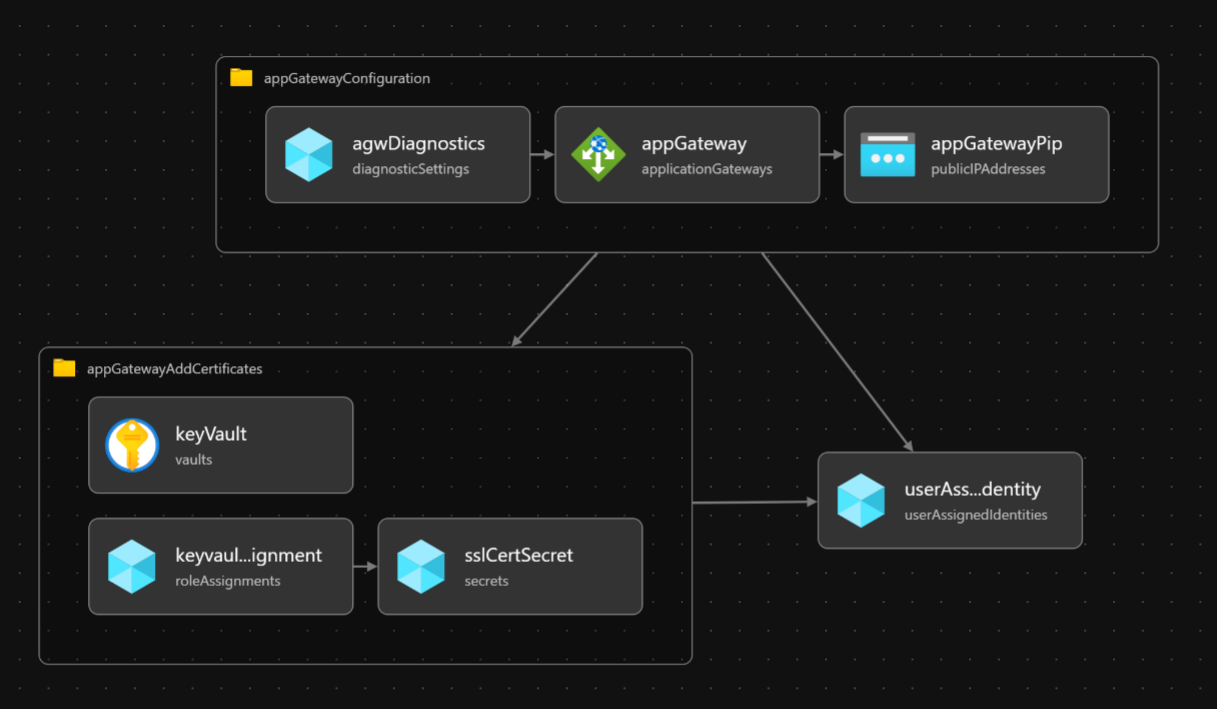 appGatewayConfiguration
agwDiagnostics
diagnosticSettings
appGateway
applicationGateways
appGatewayPip
publicIPAddresses
appGatewayAddCertificates
keyVault
vaults
keyvaul...ignment
roleAssignments
sslCertSecret
secrets
userAss...dentity
userAssignedIdentities